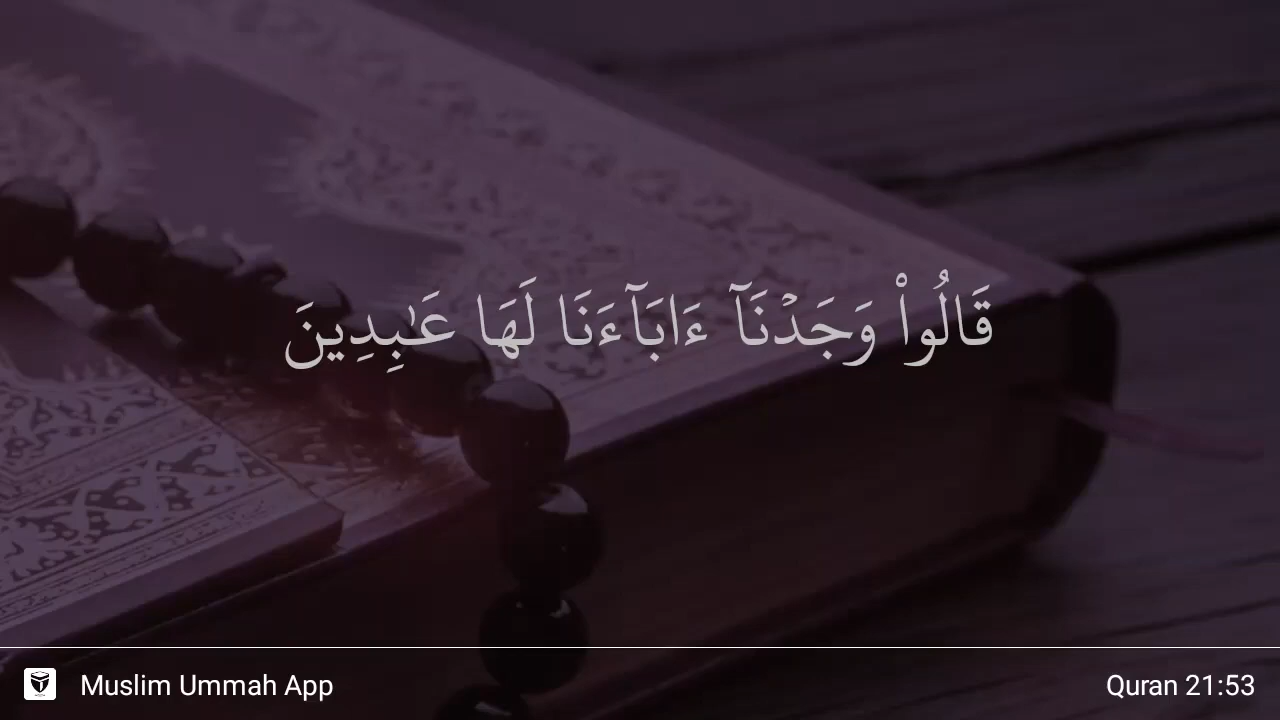 قَالُوا۟ وَجَدْنَآ ءَابَآءَنَا لَهَا عَـٰبِدِينَ
Muslim Ummah App
Quran 21:53